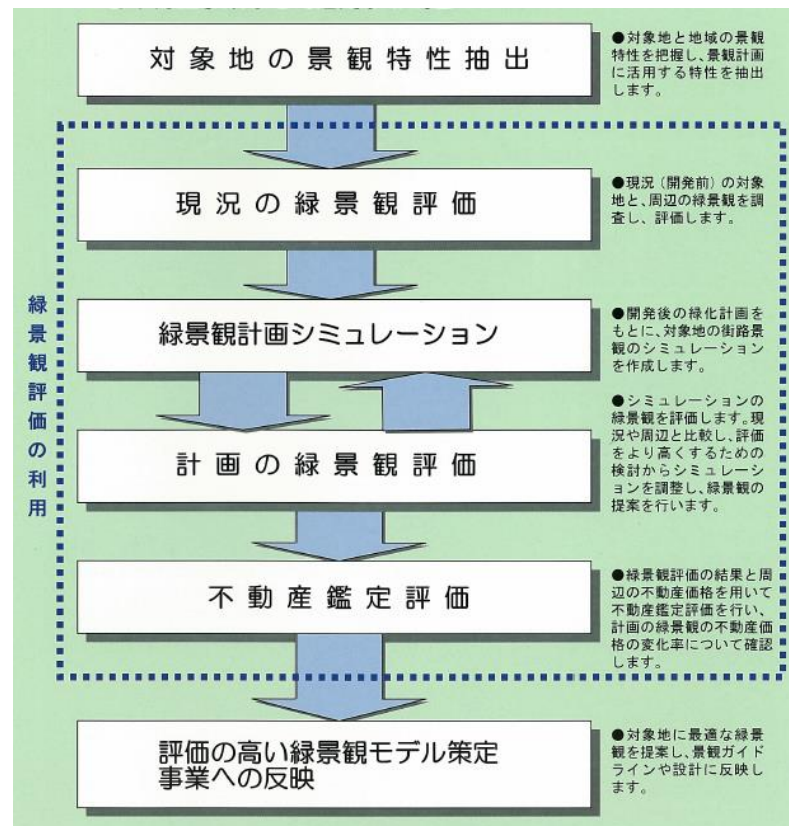 対象地の景観特性抽出
●対象地と地域の景観
特性を把握し、景観計画
に活用する特性を抽出
します。
緑景観評価の利用
現況の緑景観評価
●現況（開発前）の対象
地と、周辺の緑景観を調
査し、評価します。
緑景観計画シミュレーション
●開発後の緑化計画を
もとに、対象地の街路景
観のシミュレーション
を作成します。
計画の緑景観評価
●シミュレーションの
緑景観を評価します。現
況や周辺と比較し、評価
をより高くするための
検討からシミュレーシ
ョンを調整し、緑景観の
提案を行います。
不動産鑑定評価
●緑景観評価の結果と周
辺の不動産価格を用いて
不動産鑑定評価を行い、
計画の緑景観の不動産価
格の変化率について確認
します。
評価の高い緑景観モデル策定
事業への反映
●対象地に最適な緑景
観を提案し、景観ガイド
ラインや設計に反映し
ます。